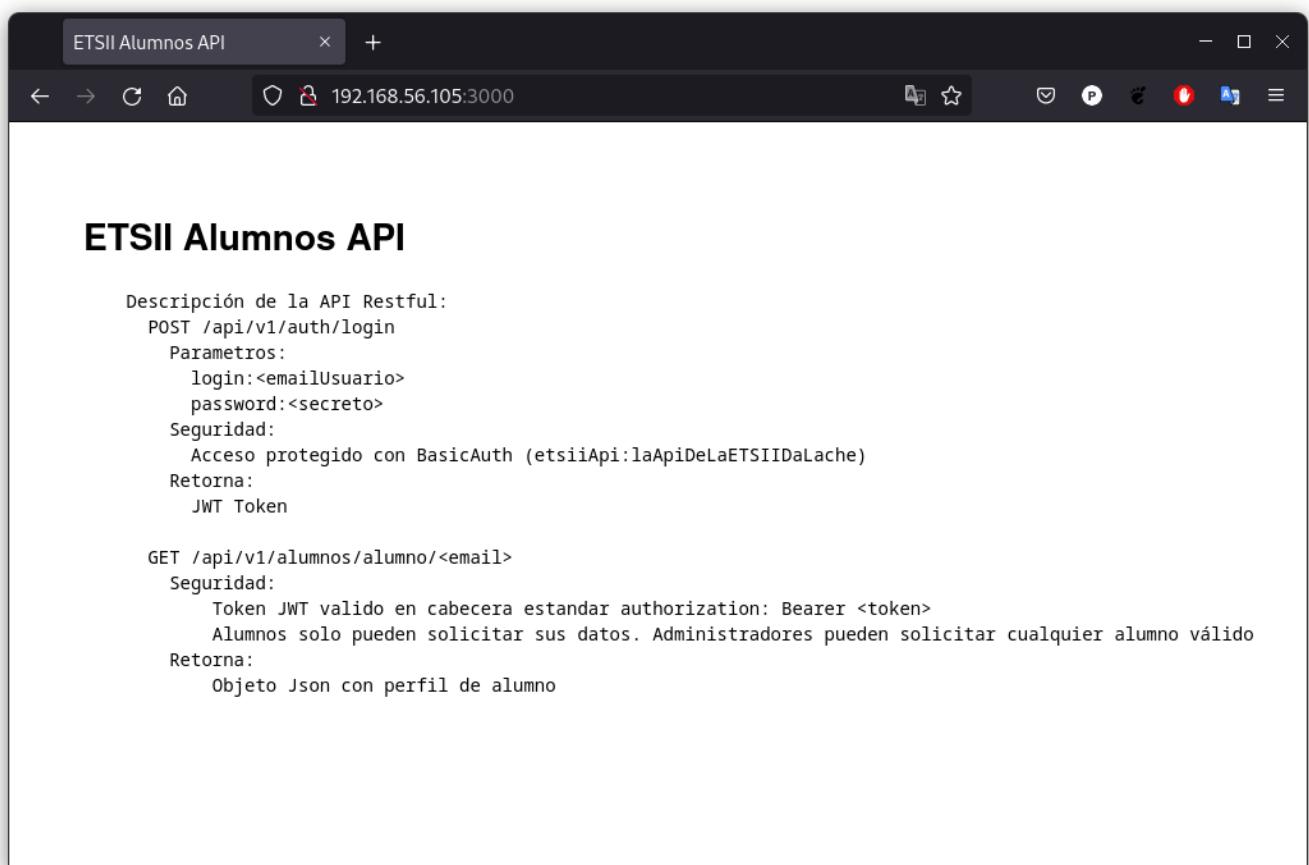 ETSII Alumnos API
192.168.56.105:3000
ETSII Alumnos API
Descripción de la API Restful:
POST /api/v1/auth/login
Parametros:
login:<emailUsuario>
password:<secreto>
Seguridad:
Acceso protegido con BasicAuth (etsiiApi:laApiDeLaETSIIDaLache)
Retorna:
JWT Token
GET /api/v1/alumnos/alumno/<email>
Seguridad:
Token JWT valido en cabecera estandar authorization: Bearer <token>
Alumnos solo pueden solicitar sus datos. Administradores pueden solicitar cualquier alumno válido
Retorna:
Objeto Json con perfil de alumno